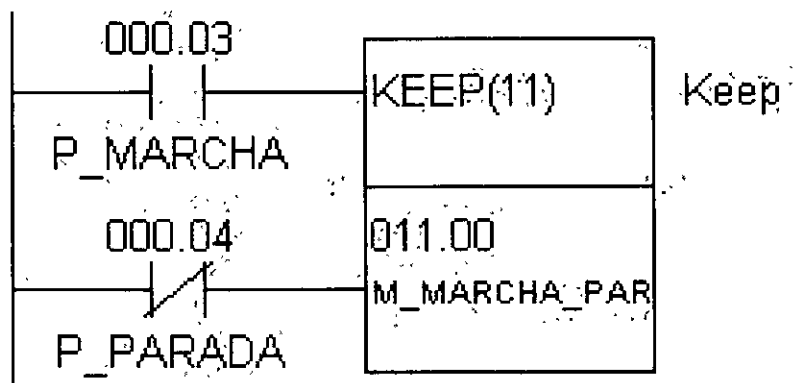 000.03
KEEP(11) Keep
P_MARCHA
000.04 011.00
M_MARCHA_PAR
P_PARADA